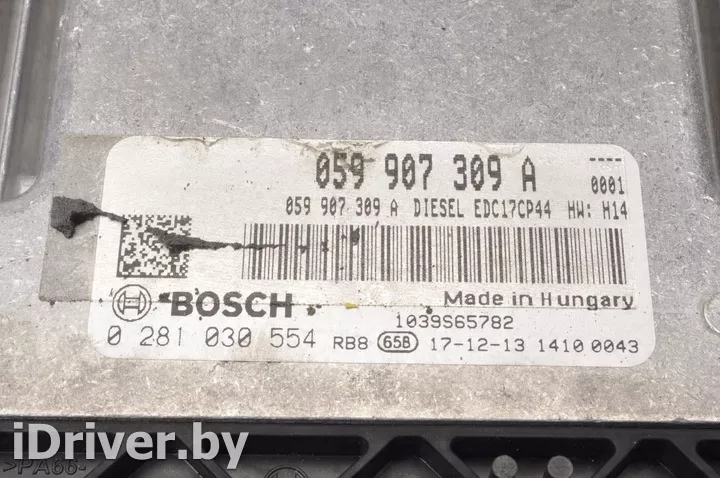 059 907 309 A
----
0001
059 907 309 A DIESEL EDC17CP44 HW: H14
BOSCH
Made in Hungary
1039S65782
0 281 030 554 RB8 65B 17-12-13 1410 0043
iDriver.by
>PA66-